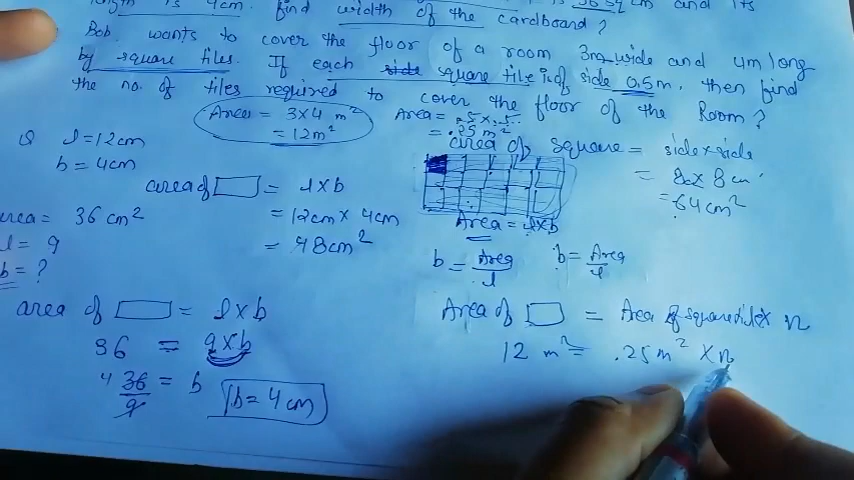 length is 4cm. find width of the cardboard?
Bob wants to cover the floor of a room 3m wide and 4m long
by square tiles. If each square tile is of side 0.5m, then find
the no. of tiles required to cover the floor of the Room?
Area = 3×4 m²
= 12m²
Area = .5 × .5
= .25 m²
l = 12cm
b = 4cm
area of = l×b
= 12cm × 4cm
= 48cm²
area of square = side×side
= 8 × 8 cm
= 64cm²
Area = l×b
b = Area/l
b = Area/l
area = 36 cm²
l = 9
b = ?
area of = l×b
36 = 9×b
4 36/9 = b
b = 4cm
Area of = Area of square tile × n
12 m² = .25 m² × n